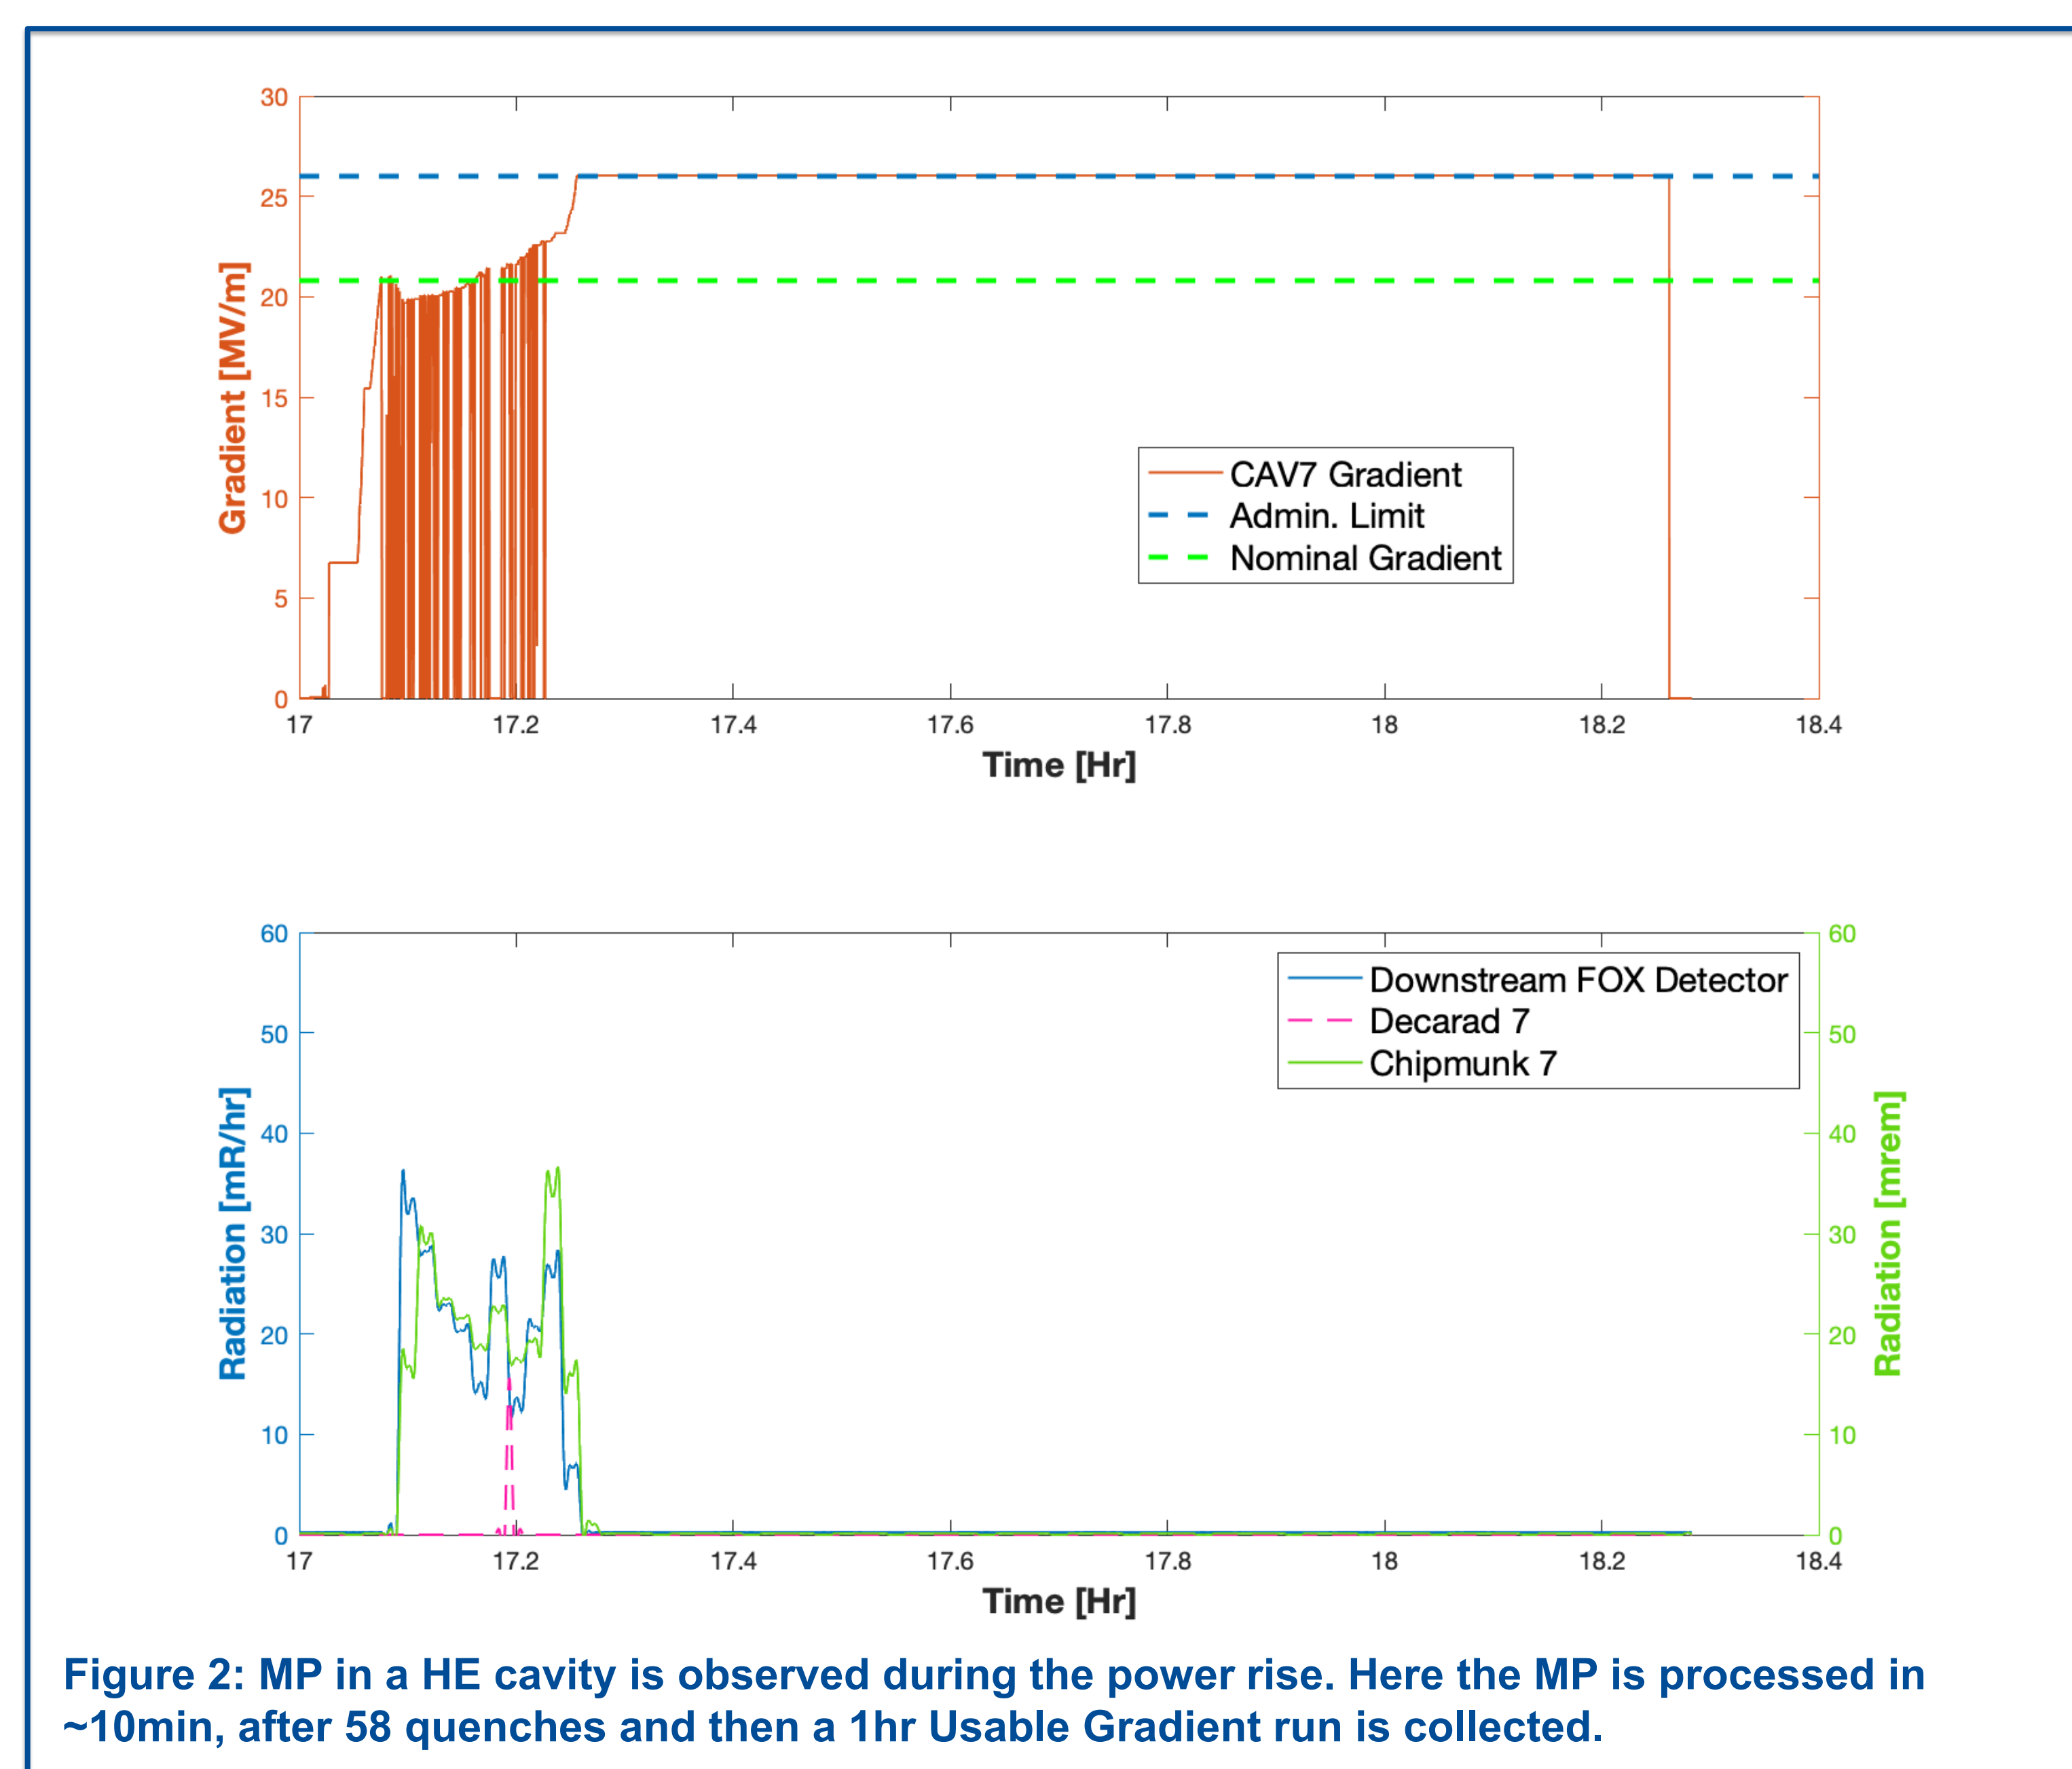 30
25
20
15
10
5
0
Gradient [MV/m]
CAV7 Gradient
Admin. Limit
Nominal Gradient
17 17.2 17.4 17.6 17.8 18 18.2 18.4
Time [Hr]
60
50
40
30
20
10
0
Radiation [mR/hr]
Downstream FOX Detector
Decarad 7
Chipmunk 7
60
50
40
30
20
10
0
Radiation [mrem]
17 17.2 17.4 17.6 17.8 18 18.2 18.4
Time [Hr]
Figure 2: MP in a HE cavity is observed during the power rise. Here the MP is processed in
~10min, after 58 quenches and then a 1hr Usable Gradient run is collected.